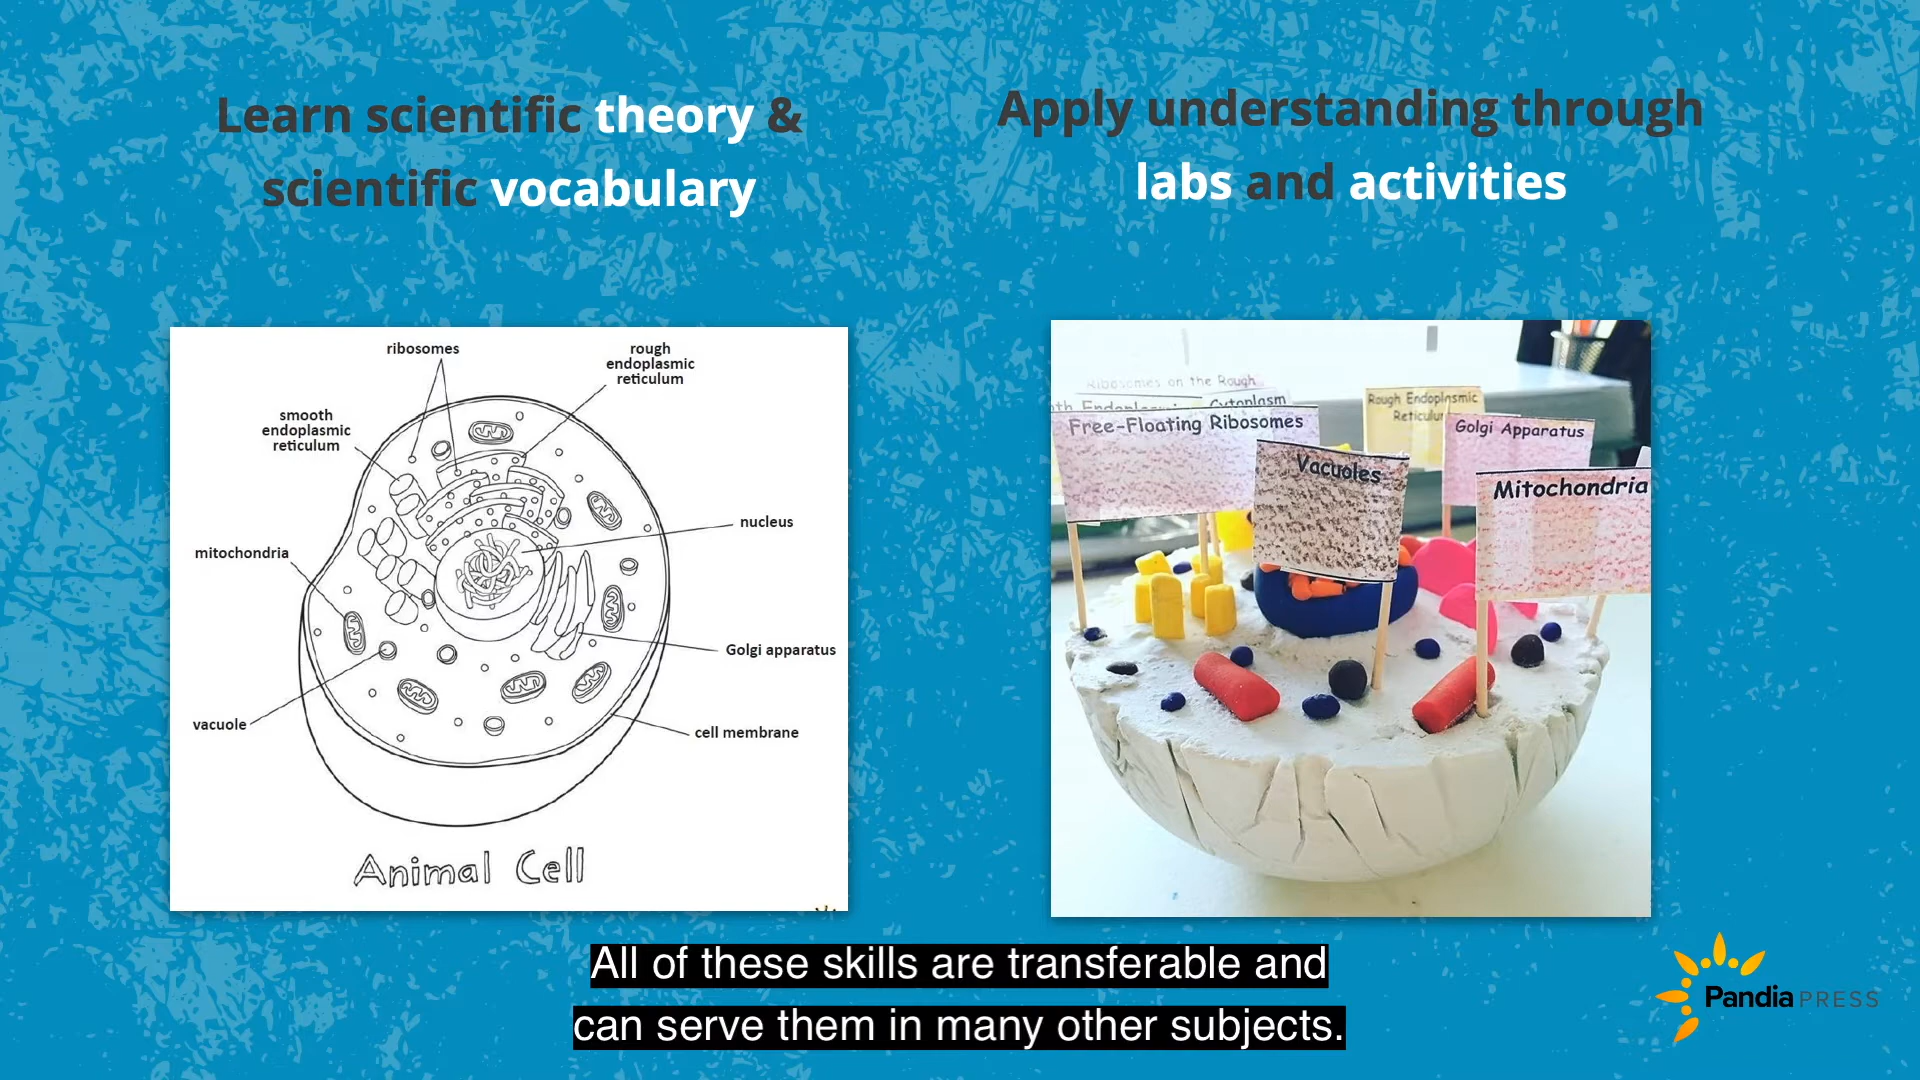 Learn scientific theory &
scientific vocabulary
Apply understanding through
labs and activities
ribosomes
rough
endoplasmic
reticulum
smooth
endoplasmic
reticulum
nucleus
mitochondria
Golgi apparatus
vacuole
cell membrane
Animal Cell
Ribosomes on the Rough
Cytoplasm
Rough Endoplasmic
Reticulum
Free-Floating Ribosomes
Golgi Apparatus
Vacuoles
Mitochondria
All of these skills are transferable and
can serve them in many other subjects.
Pandia PRESS